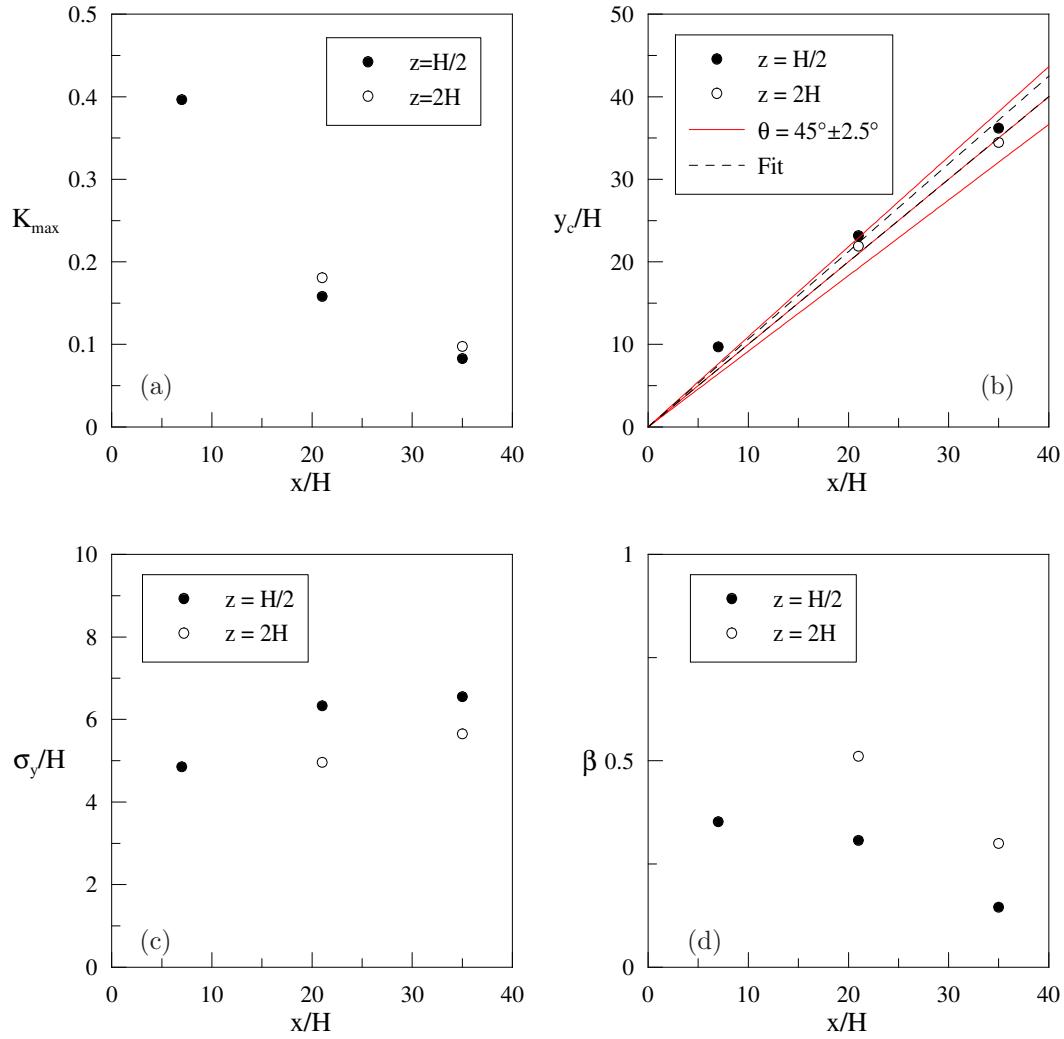 0.5
0.4
0.3
K_max
0.2
0.1
0
z=H/2
z=2H
(a)
0 10 20 30 40
x/H
50
40
30
y_c/H
20
10
0
z = H/2
z = 2H
θ = 45°±2.5°
Fit
(b)
0 10 20 30 40
x/H
10
8
6
σ_y/H
4
2
0
z = H/2
z = 2H
(c)
0 10 20 30 40
x/H
1
β 0.5
0
z = H/2
z = 2H
(d)
0 10 20 30 40
x/H